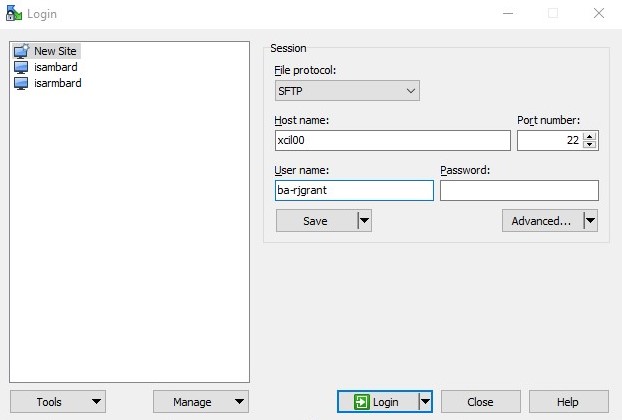 Login
New Site
isambard
isarmbard
Session
File protocol:
SFTP
Host name:
Port number:
xcil00
22
User name:
Password:
ba-rjgrant
Save
Advanced...
Tools
Manage
Login
Close
Help